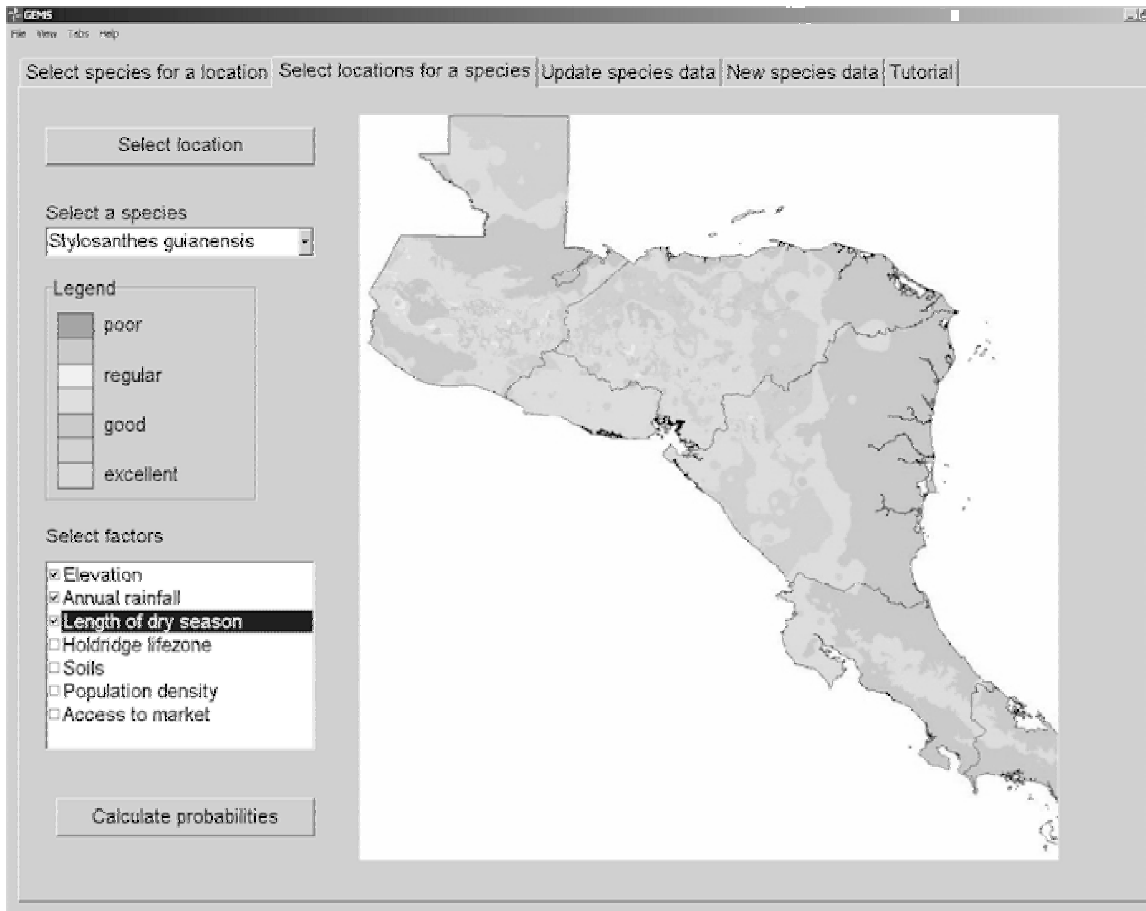 GEMS
File View Tabs Help
Select species for a location Select locations for a species Update species data New species data Tutorial
Select location
Select a species
Stylosanthes guianensis
Legend
poor
regular
good
excellent
Select factors
Elevation
Annual rainfall
Length of dry season
Holdridge lifezone
Soils
Population density
Access to market
Calculate probabilities